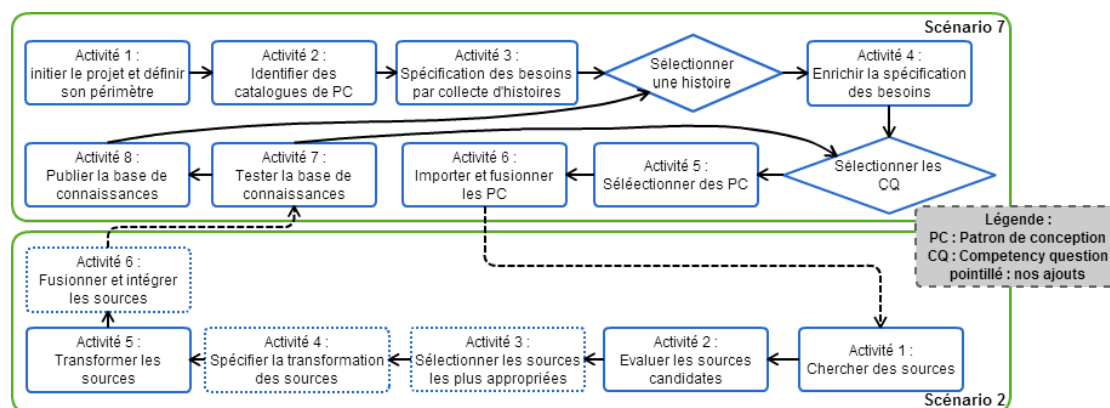 Scénario 7
Activité 1 :
initier le projet et définir
son périmètre
Activité 2 :
Identifier des
catalogues de PC
Activité 3 :
Spécification des besoins
par collecte d'histoires
Sélectionner
une histoire
Activité 4 :
Enrichir la spécification
des besoins
Activité 8 :
Publier la base de
connaissances
Activité 7 :
Tester la base de
connaissances
Activité 6 :
Importer et fusionner
les PC
Activité 5 :
Séléectionner des PC
Sélectionner les
CQ
Légende :
PC : Patron de conception
CQ : Competency question
pointillé : nos ajouts
Activité 6 :
Fusionner et intégrer
les sources
Activité 5 :
Transformer les
sources
Activité 4 :
Spécifier la transformation
des sources
Activité 3 :
Sélectionner les sources
les plus appropriées
Activité 2 :
Evaluer les sources
candidates
Activité 1 :
Chercher des sources
Scénario 2